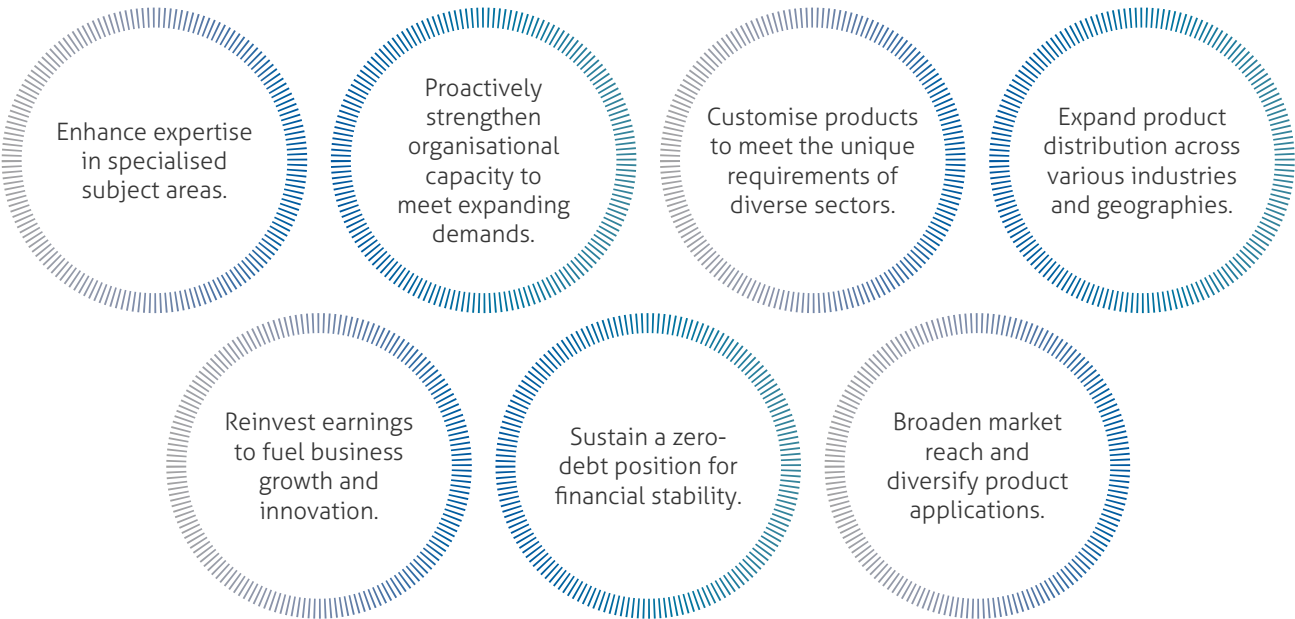 Enhance expertise
in specialised
subject areas.
Proactively
strengthen
organisational
capacity to
meet expanding
demands.
Customise products
to meet the unique
requirements of
diverse sectors.
Expand product
distribution across
various industries
and geographies.
Reinvest earnings
to fuel business
growth and
innovation.
Sustain a zero-
debt position for
financial stability.
Broaden market
reach and
diversify product
applications.